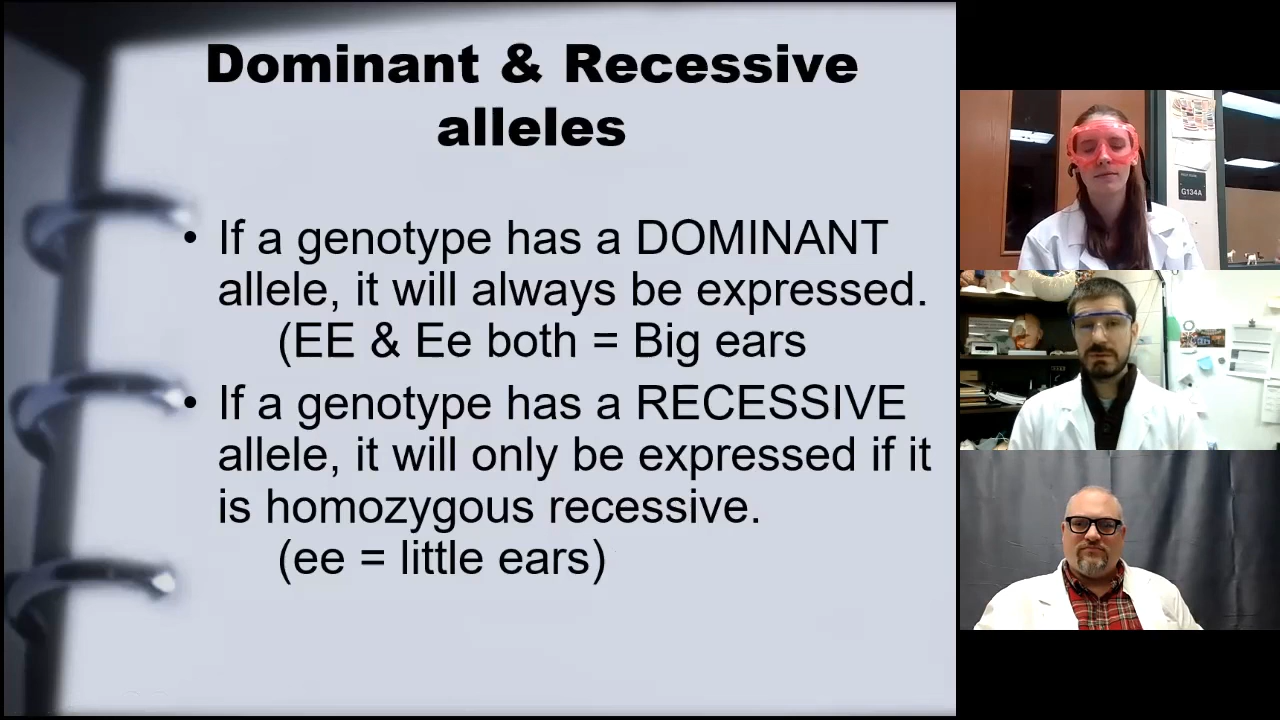 Dominant & Recessive
alleles
• If a genotype has a DOMINANT
allele, it will always be expressed.
(EE & Ee both = Big ears
• If a genotype has a RECESSIVE
allele, it will only be expressed if it
is homozygous recessive.
(ee = little ears)
G134A